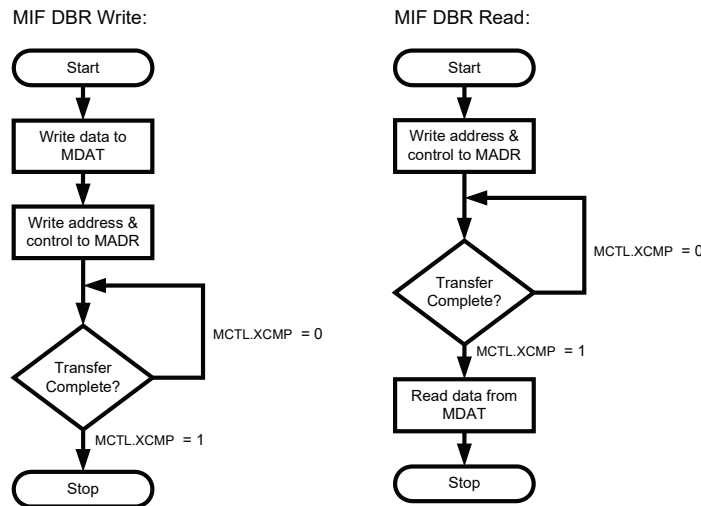 MIF DBR Write:
Start
Write data to
MDAT
Write address &
control to MADR
MCTL.XCMP = 0
Transfer
Complete?
MCTL.XCMP = 1
Stop
MIF DBR Read:
Start
Write address &
control to MADR
MCTL.XCMP = 0
Transfer
Complete?
MCTL.XCMP = 1
Read data from
MDAT
Stop